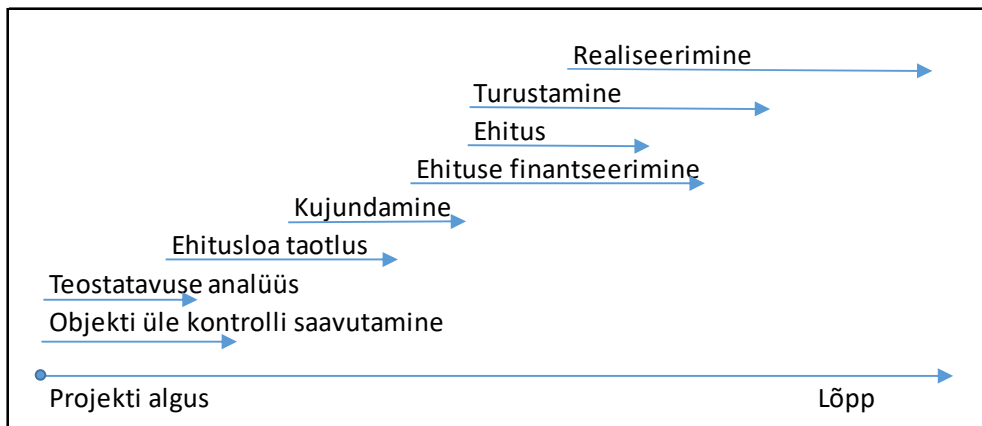 Realiseerimine
Turustamine
Ehitus
Ehituse finantseerimine
Kujundamine
Ehitusloa taotlus
Teostatavuse analüüs
Objekti üle kontrolli saavutamine
Projekti algus Lõpp